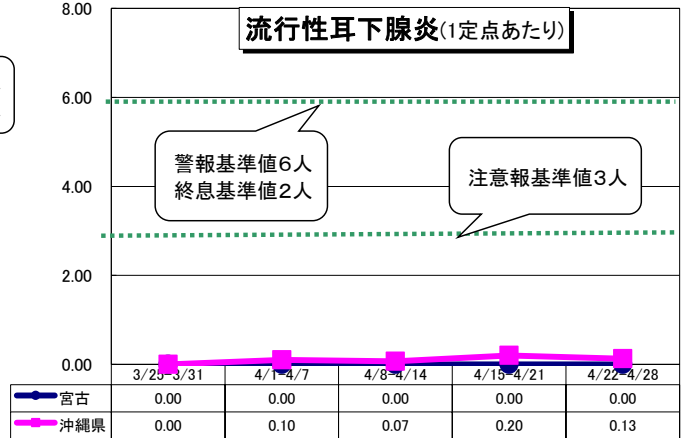 流行性耳下腺炎(1定点あたり)
8.00
6.00
4.00
2.00
0.00
警報基準値6人
終息基準値2人
注意報基準値3人
3/25-3/31 4/1-4/7 4/8-4/14 4/15-4/21 4/22-4/28
宮古 0.00 0.00 0.00 0.00 0.00
沖縄県 0.00 0.10 0.07 0.20 0.13